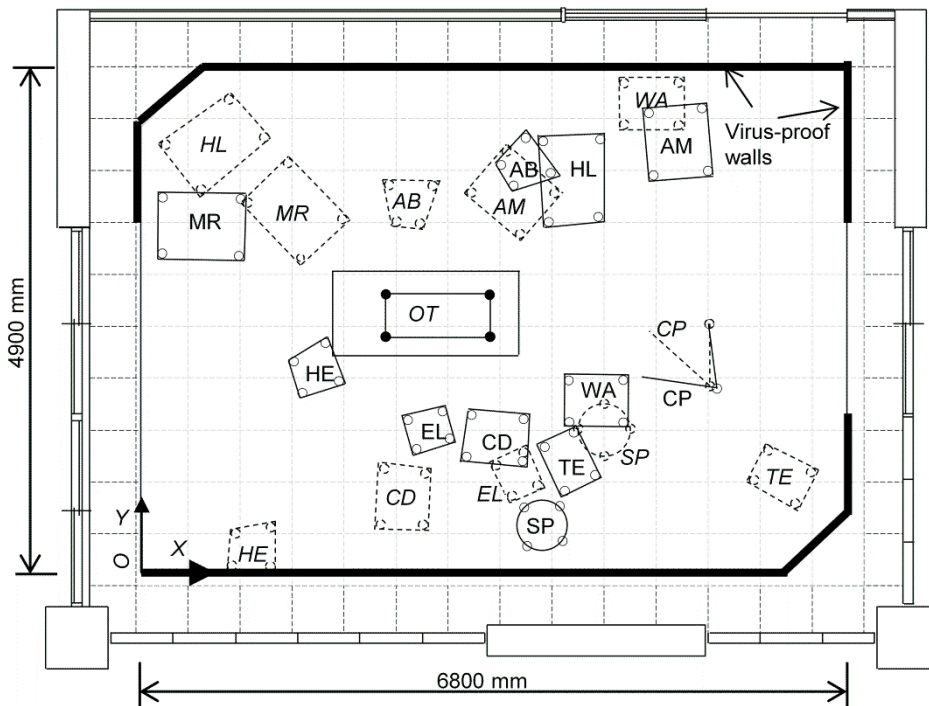 WA
AM
Virus-proof
walls
HL
AB
HL
AM
MR
MR
AB
OT
4900 mm
CP
HE
CP
WA
EL
CD
TE
SP
TE
EL
CD
SP
Y
X
O
HE
6800 mm